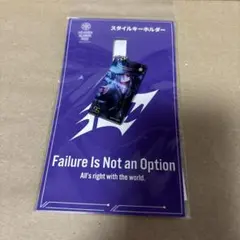 スタイルキーホルダー
Failure Is Not an Option
All's right with the world.